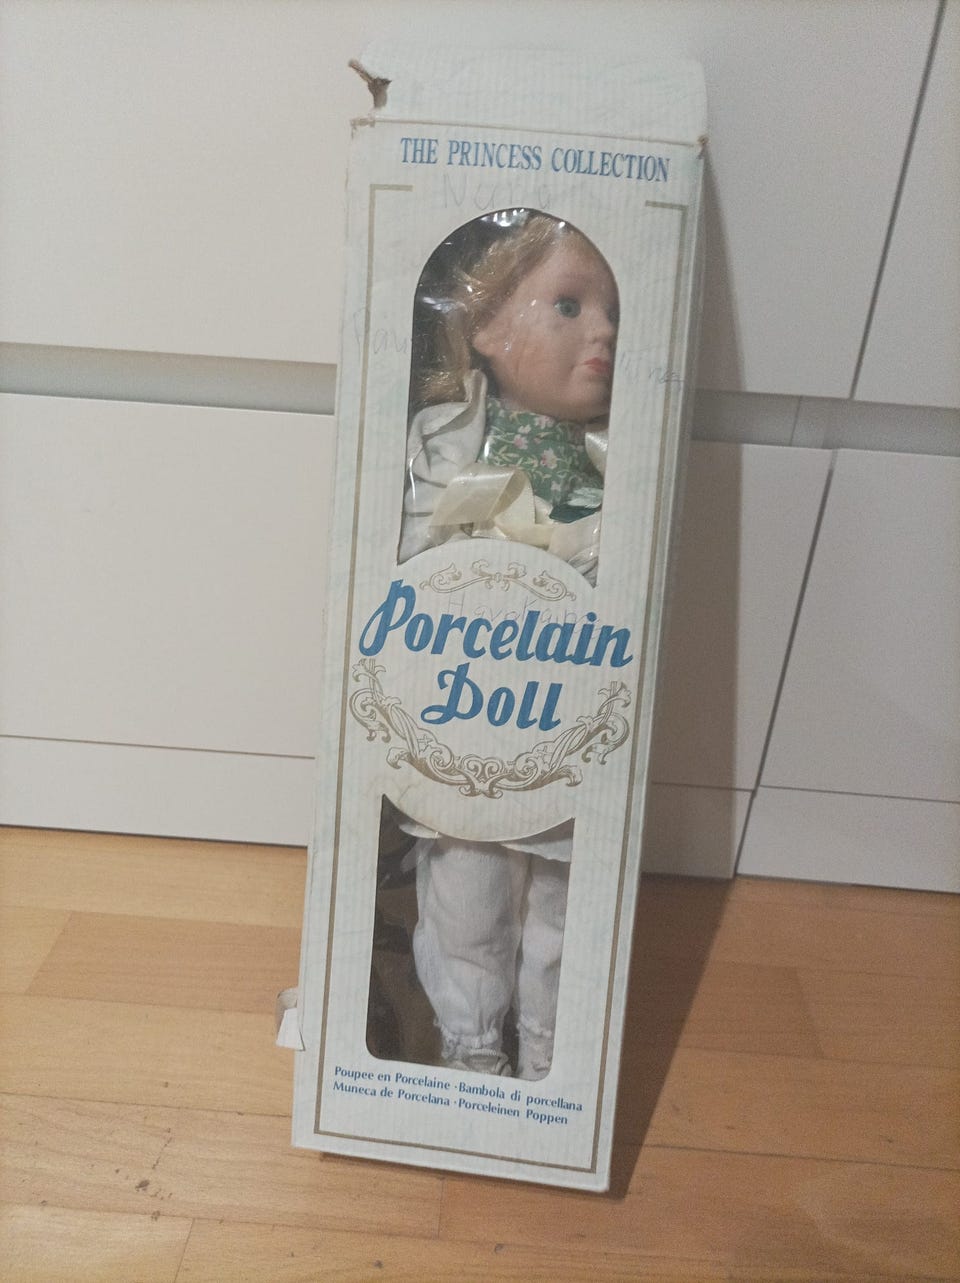 THE PRINCESS COLLECTION
Porcelain
Doll
Poupee en Porcelaine · Bambola di porcellana
Muneca de Porcelana · Porceleinen Poppen